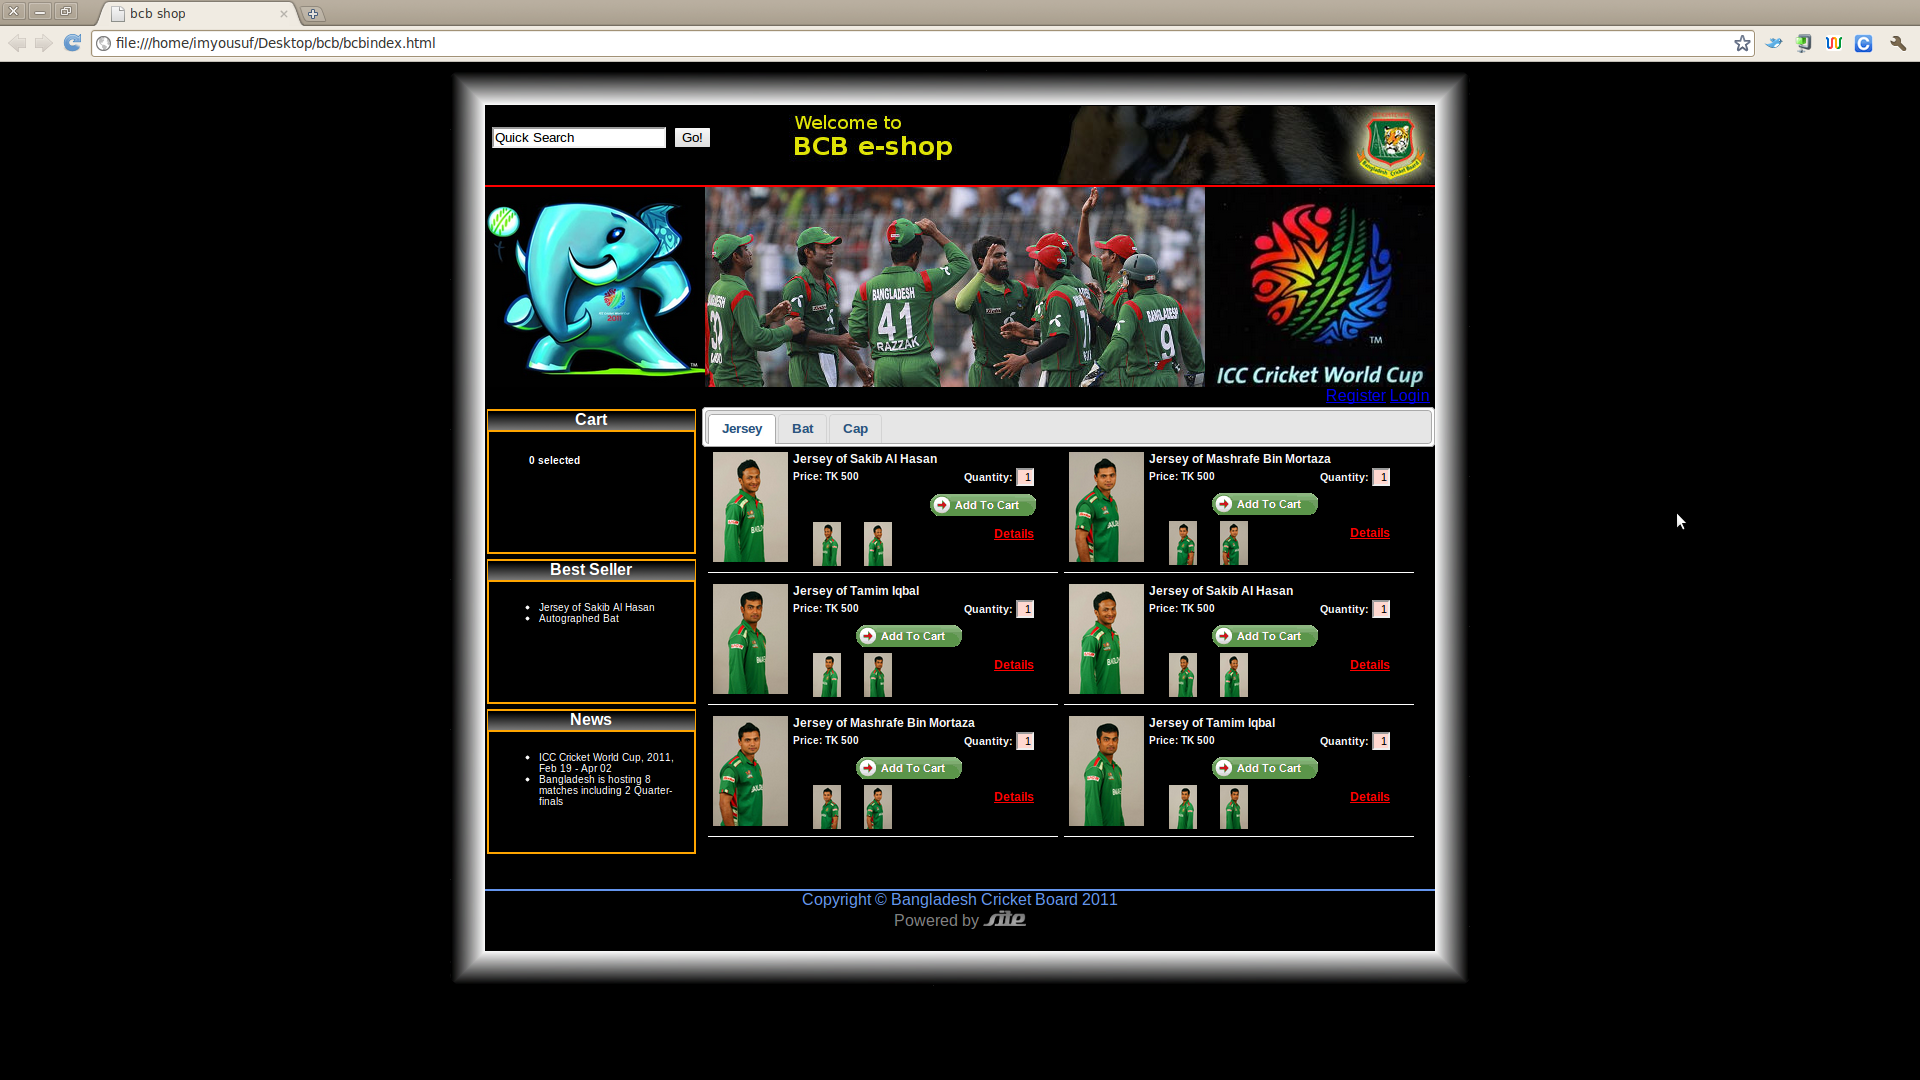 bcb shop
file:///home/imyousuf/Desktop/bcb/bcbindex.html
Quick Search
Go!
Welcome to
BCB e-shop
Bangladesh Cricket Board
BANGLADESH
41
RAZZAK
BANGLADESH
9
TM
ICC Cricket World Cup
Register Login
Cart
0 selected
Best Seller
Jersey of Sakib Al Hasan
Autographed Bat
News
ICC Cricket World Cup, 2011,
Feb 19 - Apr 02
Bangladesh is hosting 8
matches including 2 Quarter-
finals
Jersey Bat Cap
Jersey of Sakib Al Hasan
Price: TK 500 Quantity: 1
Add To Cart
Details
Jersey of Mashrafe Bin Mortaza
Price: TK 500 Quantity: 1
Add To Cart
Details
Jersey of Tamim Iqbal
Price: TK 500 Quantity: 1
Add To Cart
Details
Jersey of Sakib Al Hasan
Price: TK 500 Quantity: 1
Add To Cart
Details
Jersey of Mashrafe Bin Mortaza
Price: TK 500 Quantity: 1
Add To Cart
Details
Jersey of Tamim Iqbal
Price: TK 500 Quantity: 1
Add To Cart
Details
Copyright © Bangladesh Cricket Board 2011
Powered by site